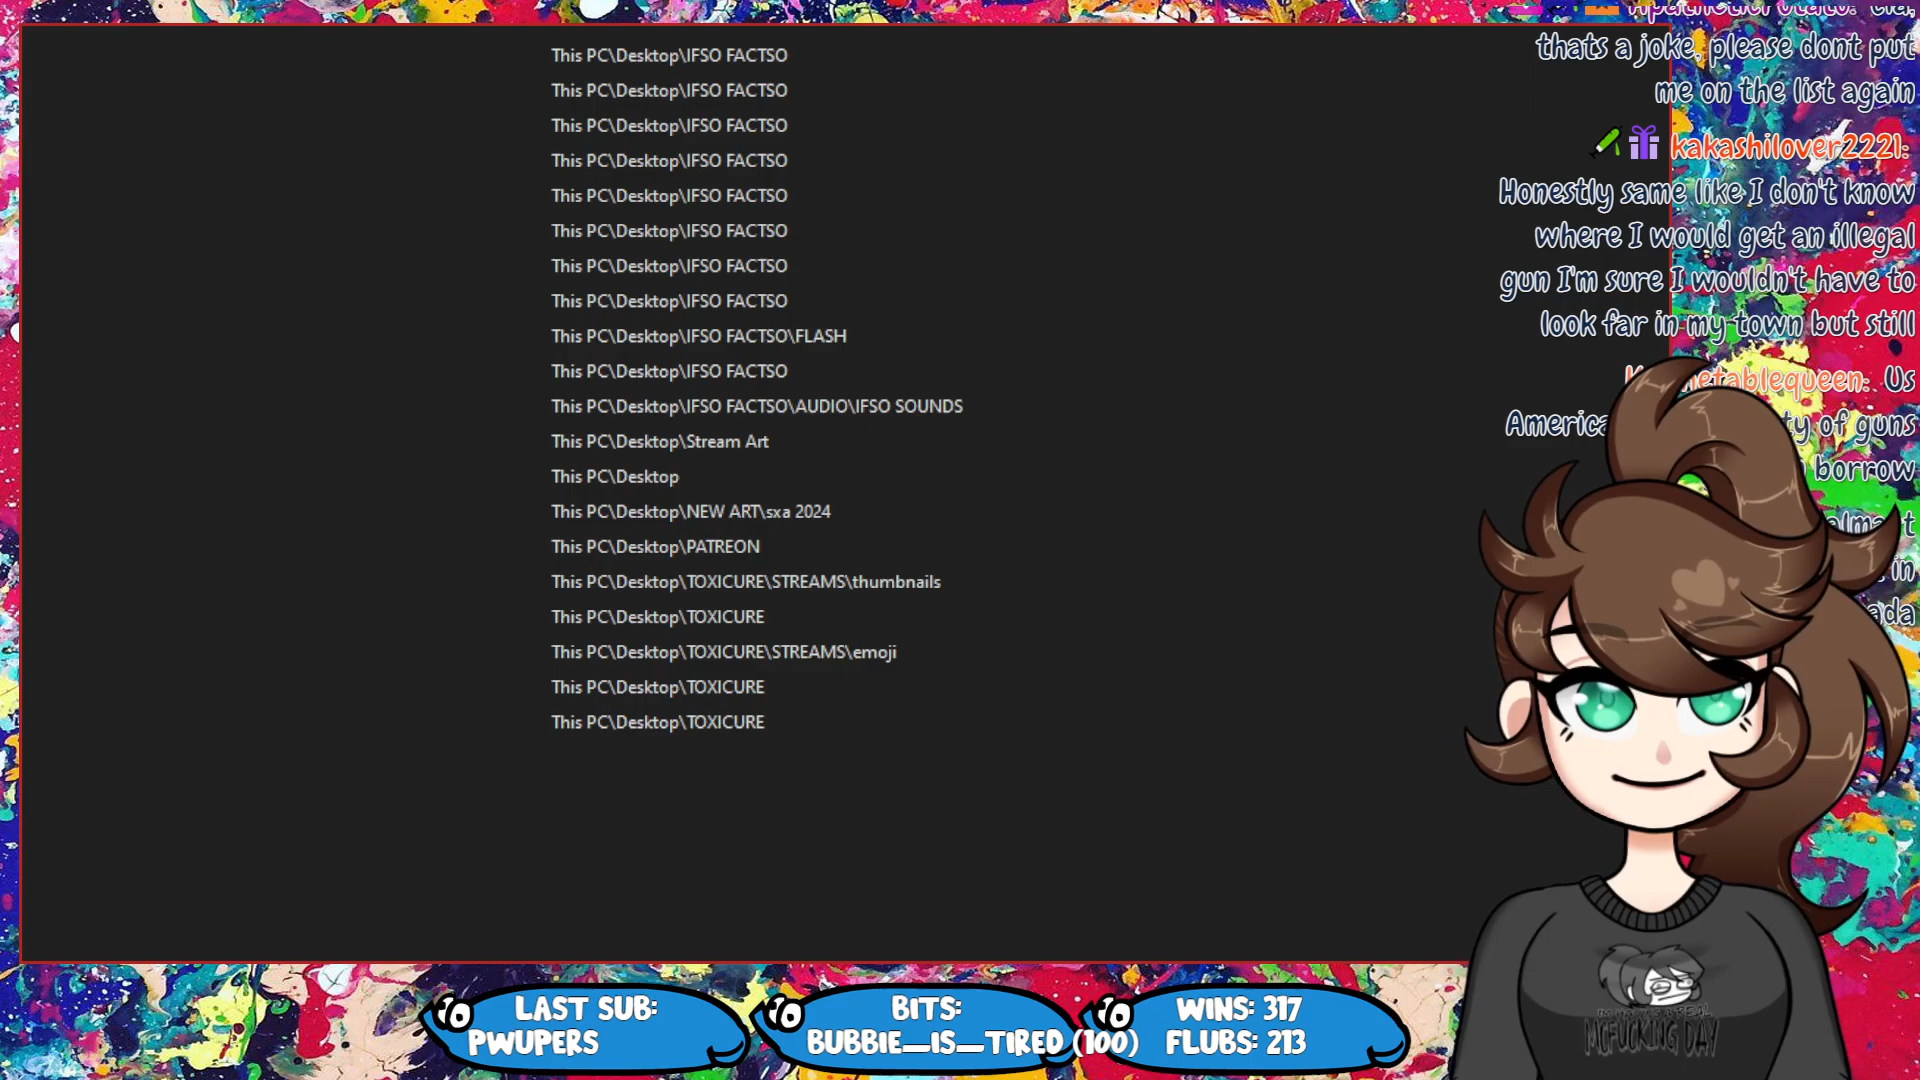 This PC\Desktop\IFSO FACTSO
This PC\Desktop\IFSO FACTSO
This PC\Desktop\IFSO FACTSO
This PC\Desktop\IFSO FACTSO
This PC\Desktop\IFSO FACTSO
This PC\Desktop\IFSO FACTSO
This PC\Desktop\IFSO FACTSO
This PC\Desktop\IFSO FACTSO
This PC\Desktop\IFSO FACTSO\FLASH
This PC\Desktop\IFSO FACTSO
This PC\Desktop\IFSO FACTSO\AUDIO\IFSO SOUNDS
This PC\Desktop\Stream Art
This PC\Desktop
This PC\Desktop\NEW ART\sxa 2024
This PC\Desktop\PATREON
This PC\Desktop\TOXICURE\STREAMS\thumbnails
This PC\Desktop\TOXICURE
This PC\Desktop\TOXICURE\STREAMS\emoji
This PC\Desktop\TOXICURE
This PC\Desktop\TOXICURE
thats a joke, please dont put
me on the list again
kakashilover2221:
Honestly same like I don't know
where I would get an illegal
gun I'm sure I wouldn't have to
look far in my town but still
Us
of guns
borrow
in
MCFUCKING DAY
LAST SUB:
PWUPERS
BITS:
BUBBIE_IS_TIRED (100)
WINS: 317
FLUBS: 213